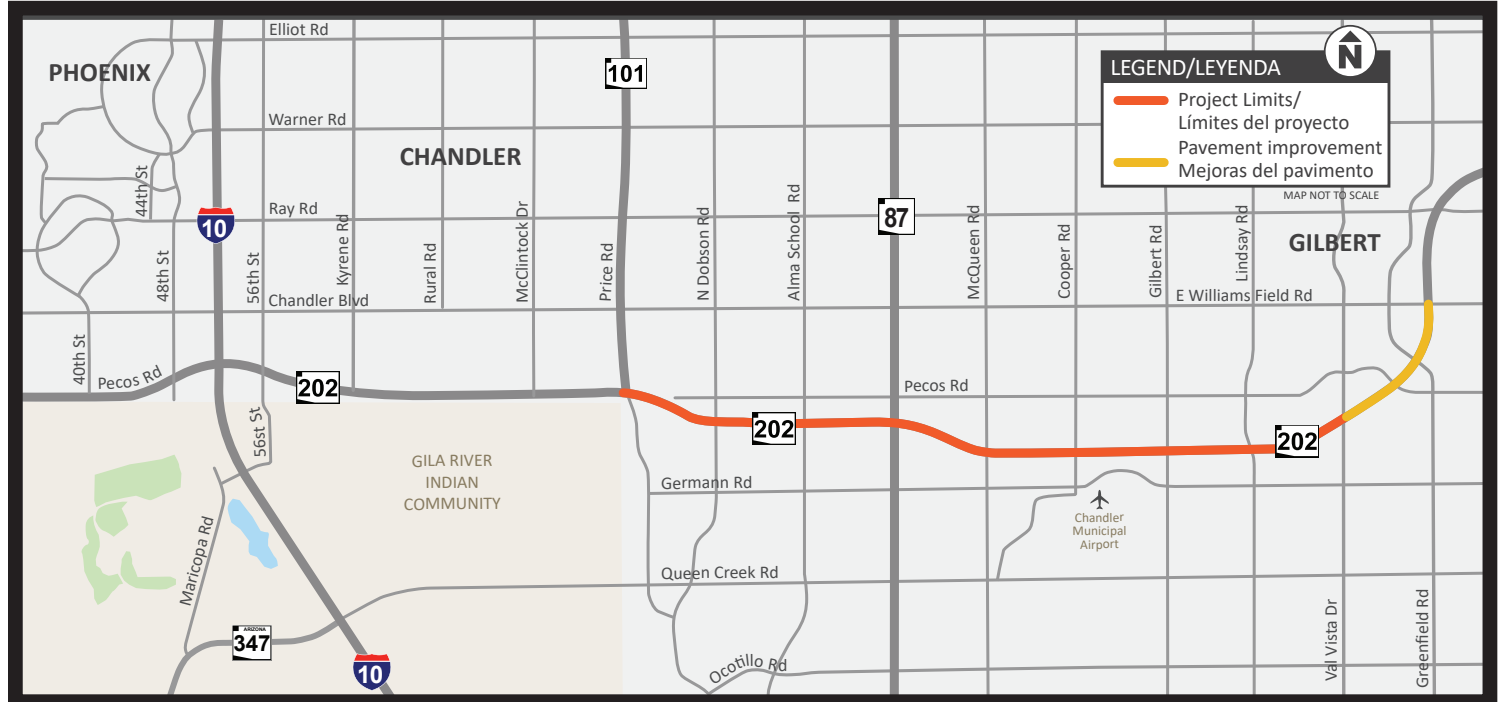 Elliot Rd
PHOENIX
101
N
LEGEND/LEYENDA
Project Limits/
Límites del proyecto
Pavement improvement
Mejoras del pavimento
MAP NOT TO SCALE
Warner Rd
CHANDLER
44th St
Ray Rd
10
87
GILBERT
48th St
56th St
Kyrene Rd
Rural Rd
McClintock Dr
Price Rd
N Dobson Rd
Alma School Rd
McQueen Rd
Cooper Rd
Gilbert Rd
Lindsay Rd
Chandler Blvd
E Williams Field Rd
40th St
Pecos Rd
202
Pecos Rd
202
202
56st St
GILA RIVER
INDIAN
COMMUNITY
Germann Rd
Chandler
Municipal
Airport
Maricopa Rd
Queen Creek Rd
ARIZONA
347
10
Ocotillo Rd
Val Vista Dr
Greenfield Rd